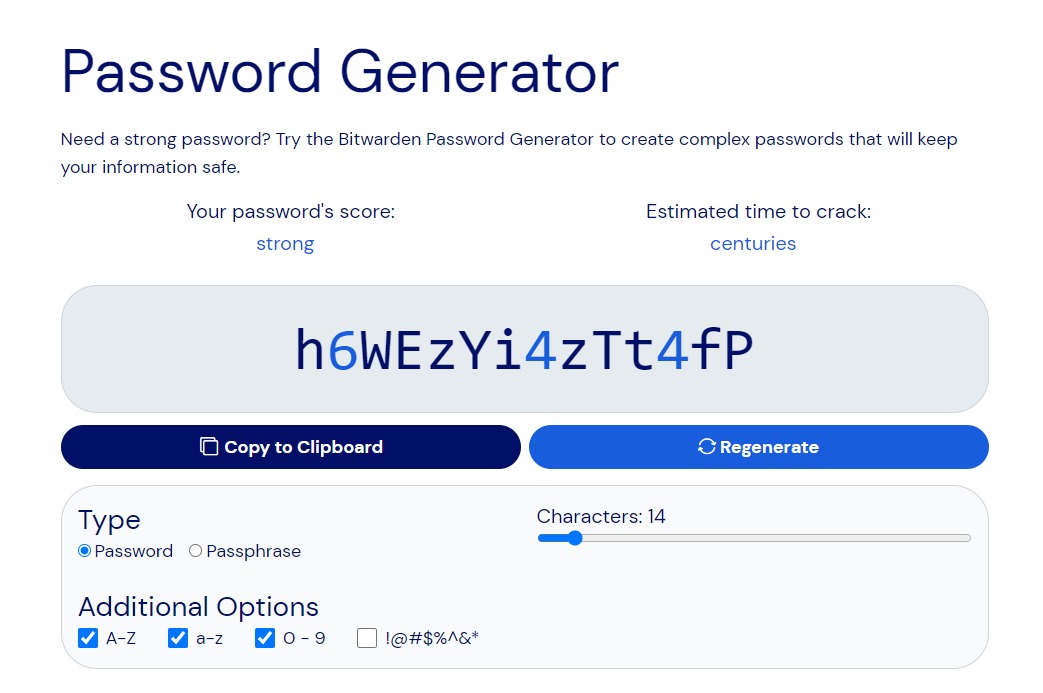 Password Generator
Need a strong password? Try the Bitwarden Password Generator to create complex passwords that will keep
your information safe.
Your password's score: Estimated time to crack:
strong centuries
h6WEzYi4zTt4fP
Copy to Clipboard Regenerate
Type Characters: 14
Password Passphrase
Additional Options
A-Z a-z 0 - 9 !@#$%^&*